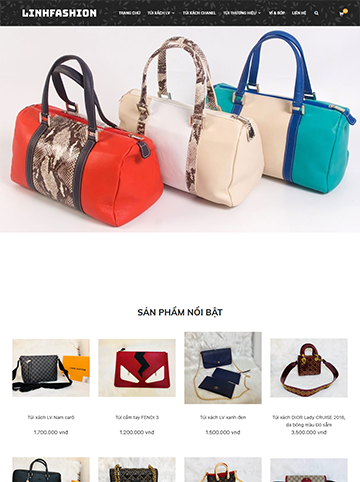 LINHFASHION
TRANG CHỦ TÚI XÁCH LV TÚI XÁCH CHANEL TÚI THƯƠNG HIỆU VÍ & BÓP LIÊN HỆ
SẢN PHẨM NỔI BẬT
Túi xách LV Nam carô
1.700.000 vnđ
Túi cầm tay FENDI 3
1.200.000 vnđ
Túi xách LV xanh đen
1.500.000 vnđ
Túi xách DIOR Lady CRUISE 2018,
da bóng màu Đỏ sẫm
3.500.000 vnđ